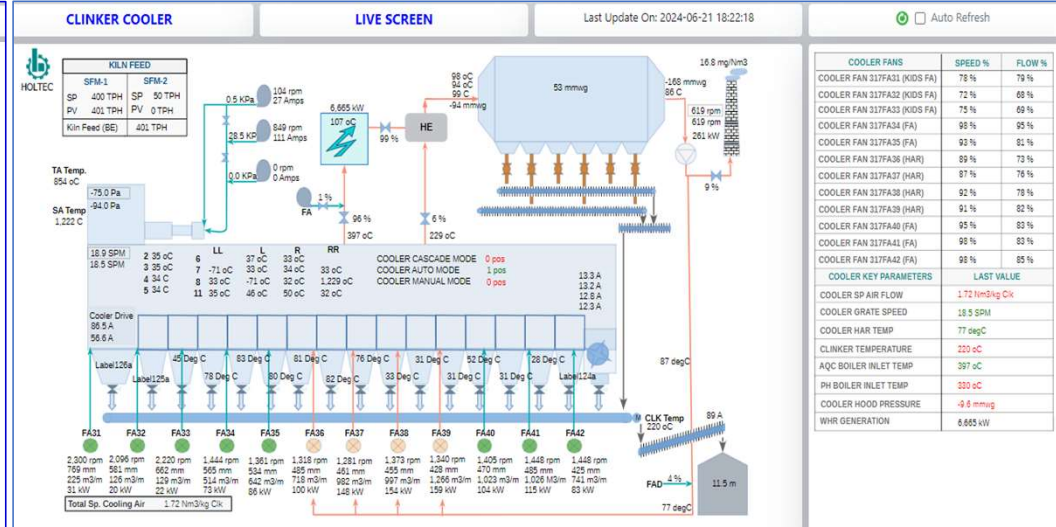 CLINKER COOLER
LIVE SCREEN
Last Update On: 2024-06-21 18:22:18
Auto Refresh
HOLTEC
KILN FEED
SFM-1 SFM-2
SP 400 TPH SP 50 TPH
PV 401 TPH PV 0 TPH
Kiln Feed (BE) 401 TPH
0.5 KPa
104 rpm
27 Amps
28.5 KP
849 rpm
111 Amps
0.0 KPa
0 rpm
0 Amps
6,665 kW
107 oC
99 %
HE
98 oC
94 oC
99 C
-94 mmwg
53 mmwg
-168 mmwg
86 C
16.8 mg/Nm3
619 rpm
619 rpm
261 kW
9 %
FA
1 %
96 %
397 oC
6 %
229 oC
TA Temp.
854 oC
SA Temp
1,222 C
-75.0 Pa
-94.0 Pa
18.9 SPM
18.5 SPM
2 35 oC
3 35 oC
4 34 C
5 34 C
LL L R RR
6 37 oC 33 oC
7 -71 oC 33 oC 34 oC 33 oC
8 33 oC -71 oC 32 oC 1,229 oC
11 35 oC 46 oC 50 oC 32 oC
COOLER CASCADE MODE 0 pos
COOLER AUTO MODE 1 pos
COOLER MANUAL MODE 0 pos
13.3 A
13.2 A
12.8 A
12.3 A
Cooler Drive
86.5 A
56.6 A
Label126a
Label125a
45 Deg C
78 Deg C
83 Deg C
80 Deg C
81 Deg C
82 Deg C
76 Deg C
33 Deg C
31 Deg C
31 Deg C
52 Deg C
31 Deg C
28 Deg C
Label124a
M
CLK Temp
220 oC
87 degC
89 A
FAD 4 %
11.5 m
77 degC
FA31 FA32 FA33 FA34 FA35 FA36 FA37 FA38 FA39 FA40 FA41 FA42
2,300 rpm 2,096 rpm 2,220 rpm 1,444 rpm 1,361 rpm 1,318 rpm 1,281 rpm 1,373 rpm 1,340 rpm 1,405 rpm 1,448 rpm 1,448 rpm
769 mm 581 mm 662 mm 565 mm 534 mm 485 mm 461 mm 455 mm 428 mm 470 mm 485 mm 425 mm
225 m3/m 126 m3/m 129 m3/m 514 m3/m 642 m3/m 718 m3/m 982 m3/m 997 m3/m 1,266 m3/m 1,023 m3/m 1,026 M3/m 741 m3/m
31 kW 20 kW 22 kW 73 kW 86 kW 100 kW 148 kW 154 kW 159 kW 104 kW 115 kW 83 kW
Total Sp. Cooling Air 1.72 Nm3/kg Clk
COOLER FANS SPEED % FLOW %
COOLER FAN 317FA31 (KIDS FA) 78 % 79 %
COOLER FAN 317FA32 (KIDS FA) 72 % 68 %
COOLER FAN 317FA33 (KIDS FA) 75 % 69 %
COOLER FAN 317FA34 (FA) 98 % 95 %
COOLER FAN 317FA35 (FA) 93 % 81 %
COOLER FAN 317FA36 (HAR) 89 % 73 %
COOLER FAN 317FA37 (HAR) 87 % 76 %
COOLER FAN 317FA38 (HAR) 92 % 78 %
COOLER FAN 317FA39 (HAR) 91 % 82 %
COOLER FAN 317FA40 (FA) 95 % 83 %
COOLER FAN 317FA41 (FA) 98 % 83 %
COOLER FAN 317FA42 (FA) 98 % 85 %
COOLER KEY PARAMETERS LAST VALUE
COOLER SP AIR FLOW 1.72 Nm3/kg Clk
COOLER GRATE SPEED 18.5 SPM
COOLER HAR TEMP 77 degC
CLINKER TEMPERATURE 220 oC
AQC BOILER INLET TEMP 397 oC
PH BOILER INLET TEMP 330 oC
COOLER HOOD PRESSURE -9.6 mmwg
WHR GENERATION 6,665 kW